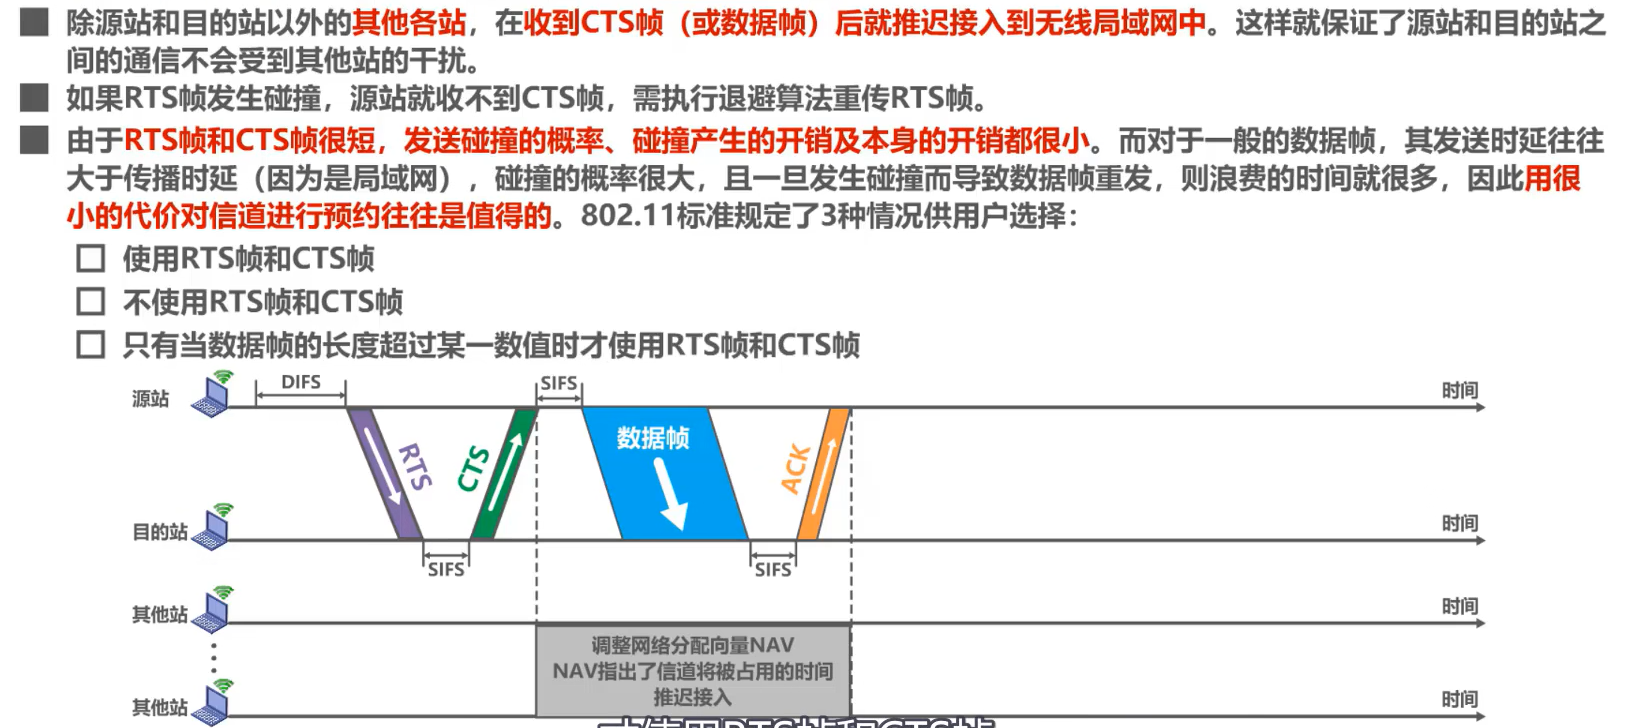 除源站和目的站以外的其他各站，在收到CTS帧（或数据帧）后就推迟接入到无线局域网中。这样就保证了源站和目的站之
间的通信不会受到其他站的干扰。
如果RTS帧发生碰撞，源站就收不到CTS帧，需执行退避算法重传RTS帧。
由于RTS帧和CTS帧很短，发送碰撞的概率、碰撞产生的开销及本身的开销都很小。而对于一般的数据帧，其发送时延往往
大于传播时延（因为是局域网），碰撞的概率很大，且一旦发生碰撞而导致数据帧重发，则浪费的时间就很多，因此用很
小的代价对信道进行预约往往是值得的。802.11标准规定了3种情况供用户选择：
使用RTS帧和CTS帧
不使用RTS帧和CTS帧
只有当数据帧的长度超过某一数值时才使用RTS帧和CTS帧
DIFS
SIFS
源站
时间
RTS
CTS
数据帧
ACK
目的站
时间
SIFS
SIFS
其他站
时间
调整网络分配向量NAV
NAV指出了信道将被占用的时间
推迟接入
其他站
时间
才使用RTS帧和CTS帧